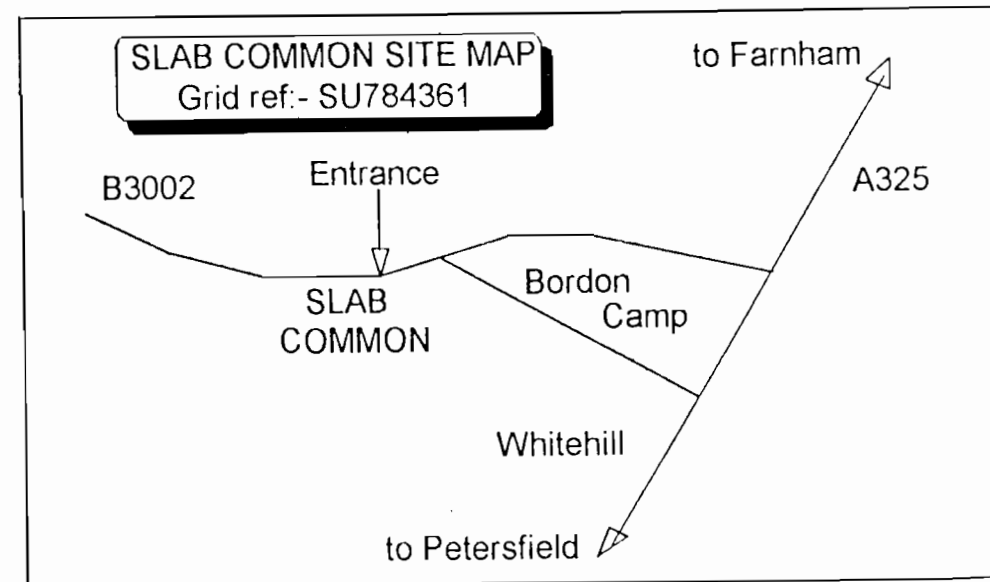 SLAB COMMON SITE MAP
Grid ref:- SU784361
to Farnham
B3002
Entrance
A325
SLAB
COMMON
Bordon
Camp
Whitehill
to Petersfield